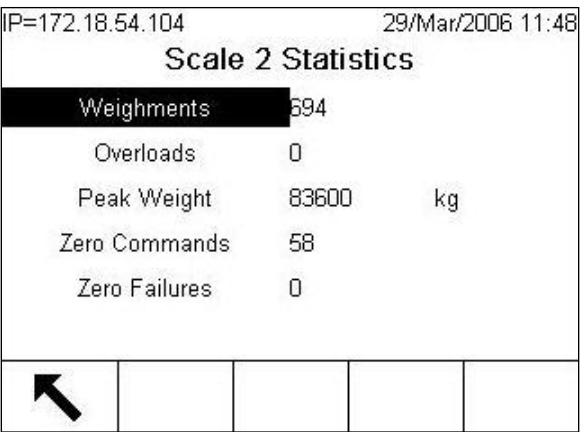 IP=172.18.54.104 29/Mar/2006 11:48
Scale 2 Statistics
Weighments 694
Overloads 0
Peak Weight 83600 kg
Zero Commands 58
Zero Failures 0